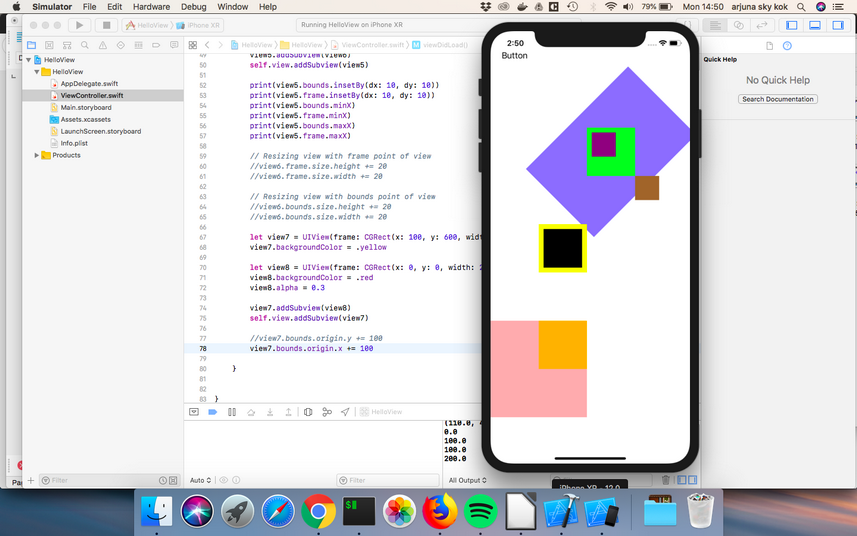 Simulator File Edit Hardware Debug Window Help
79% Mon 14:50 arjuna sky kok
HelloView iPhone XR
Running HelloView on iPhone XR
HelloView HelloView ViewController.swift viewDidLoad()
HelloView
HelloView
AppDelegate.swift
ViewController.swift
Main.storyboard
Assets.xcassets
LaunchScreen.storyboard
Info.plist
Products
49 view5.addSubview(view6)
50 self.view.addSubview(view5)
51
52 print(view5.bounds.insetBy(dx: 10, dy: 10))
53 print(view5.frame.insetBy(dx: 10, dy: 10))
54 print(view5.bounds.minX)
55 print(view5.frame.minX)
56 print(view5.bounds.maxX)
57 print(view5.frame.maxX)
58
59 // Resizing view with frame point of view
60 //view6.frame.size.height += 20
61 //view6.frame.size.width += 20
62
63 // Resizing view with bounds point of view
64 //view6.bounds.size.height += 20
65 //view6.bounds.size.width += 20
66
67 let view7 = UIView(frame: CGRect(x: 100, y: 600, widt
68 view7.backgroundColor = .yellow
69
70 let view8 = UIView(frame: CGRect(x: 0, y: 0, width: 2
71 view8.backgroundColor = .red
72 view8.alpha = 0.3
73
74 view7.addSubview(view8)
75 self.view.addSubview(view7)
76
77 //view7.bounds.origin.y += 100
78 view7.bounds.origin.x += 100
79
80 }
81
82
83 }
HelloView
(110.0, 4
0.0
100.0
100.0
200.0
Filter
Auto
Filter
All Output
2:50
Button
iPhone XR - 12.0
Quick Help
No Quick Help
Search Documentation